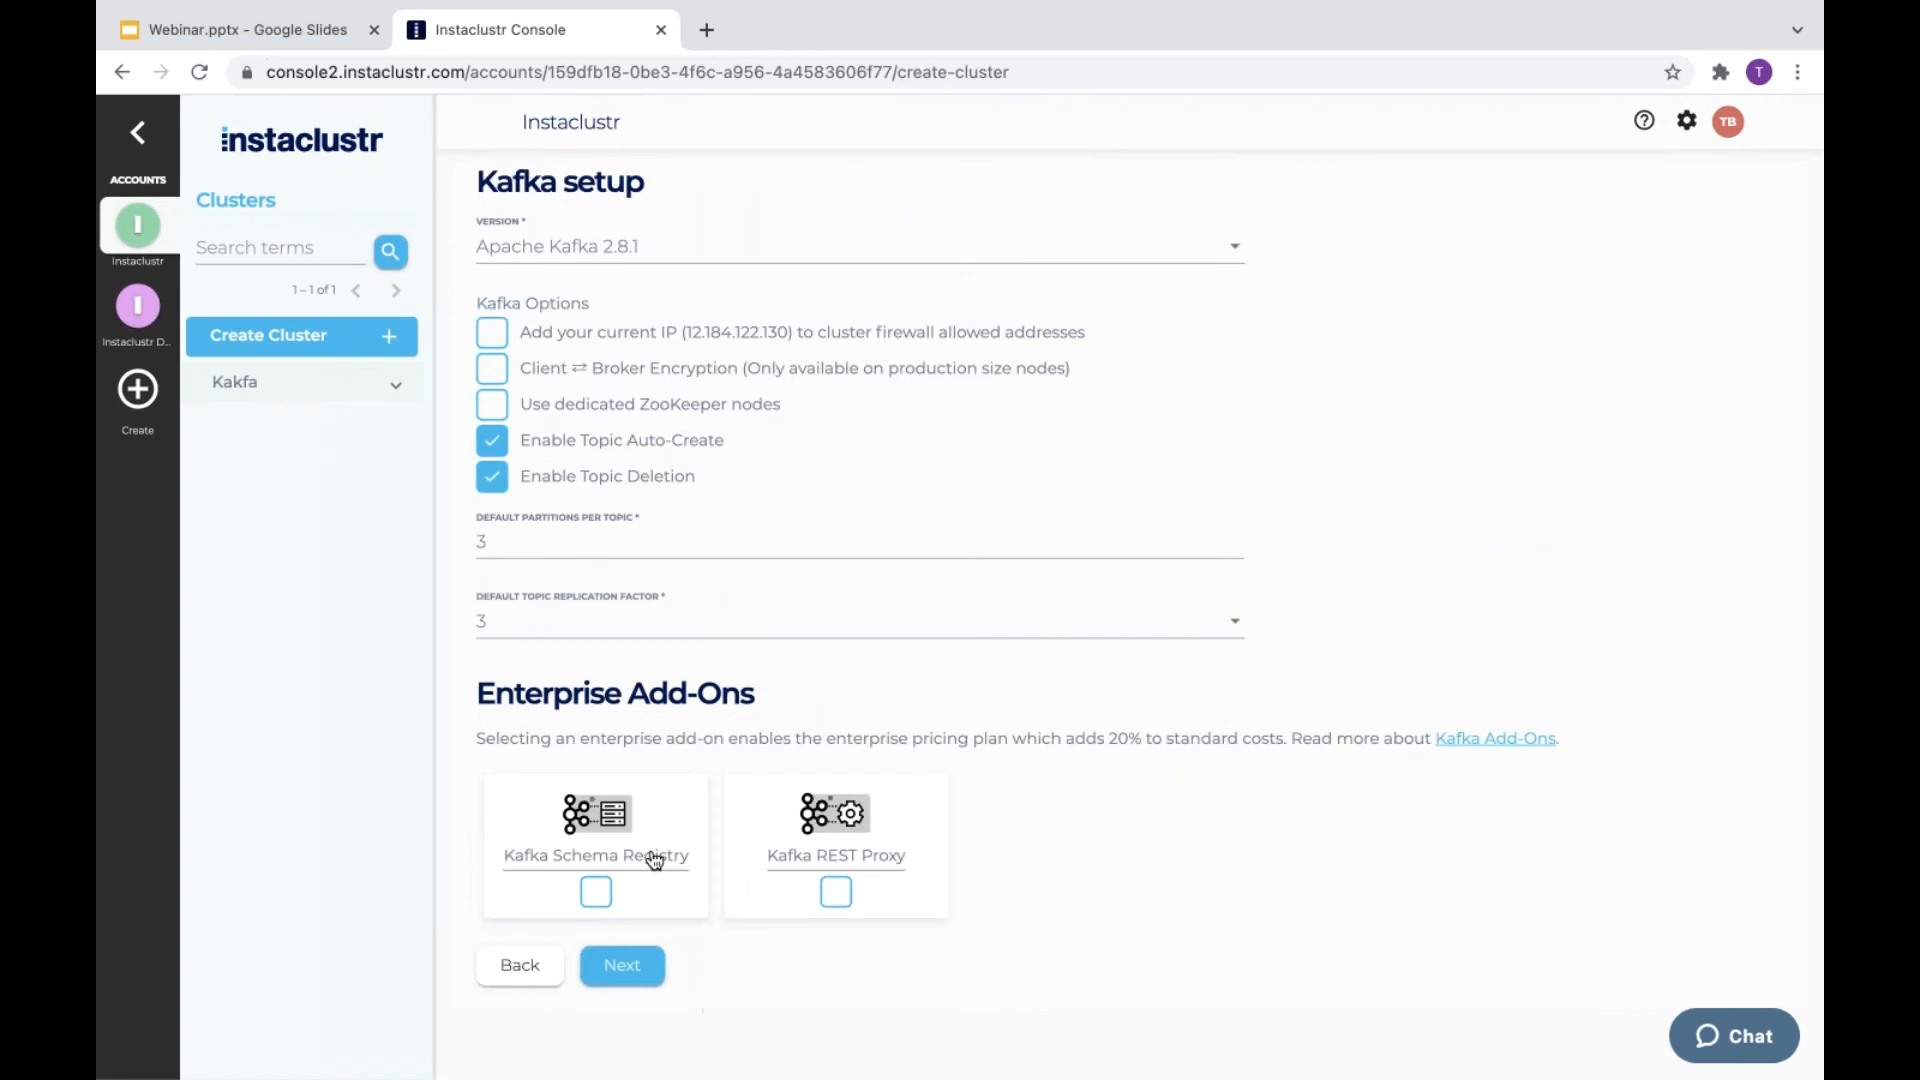 Webinar.pptx - Google Slides
Instaclustr Console
console2.instaclustr.com/accounts/159dfb18-0be3-4f6c-a956-4a4583606f77/create-cluster
T
ACCOUNTS
I
Instaclustr
I
Instaclustr D...
Create
instaclustr
Clusters
Search terms
1 – 1 of 1
Create Cluster +
Kakfa
Instaclustr
TB
Kafka setup
VERSION *
Apache Kafka 2.8.1
Kafka Options
Add your current IP (12.184.122.130) to cluster firewall allowed addresses
Client ⇄ Broker Encryption (Only available on production size nodes)
Use dedicated ZooKeeper nodes
Enable Topic Auto-Create
Enable Topic Deletion
DEFAULT PARTITIONS PER TOPIC *
3
DEFAULT TOPIC REPLICATION FACTOR *
3
Enterprise Add-Ons
Selecting an enterprise add-on enables the enterprise pricing plan which adds 20% to standard costs. Read more about Kafka Add-Ons.
Kafka Schema Registry
Kafka REST Proxy
Back
Next
Chat